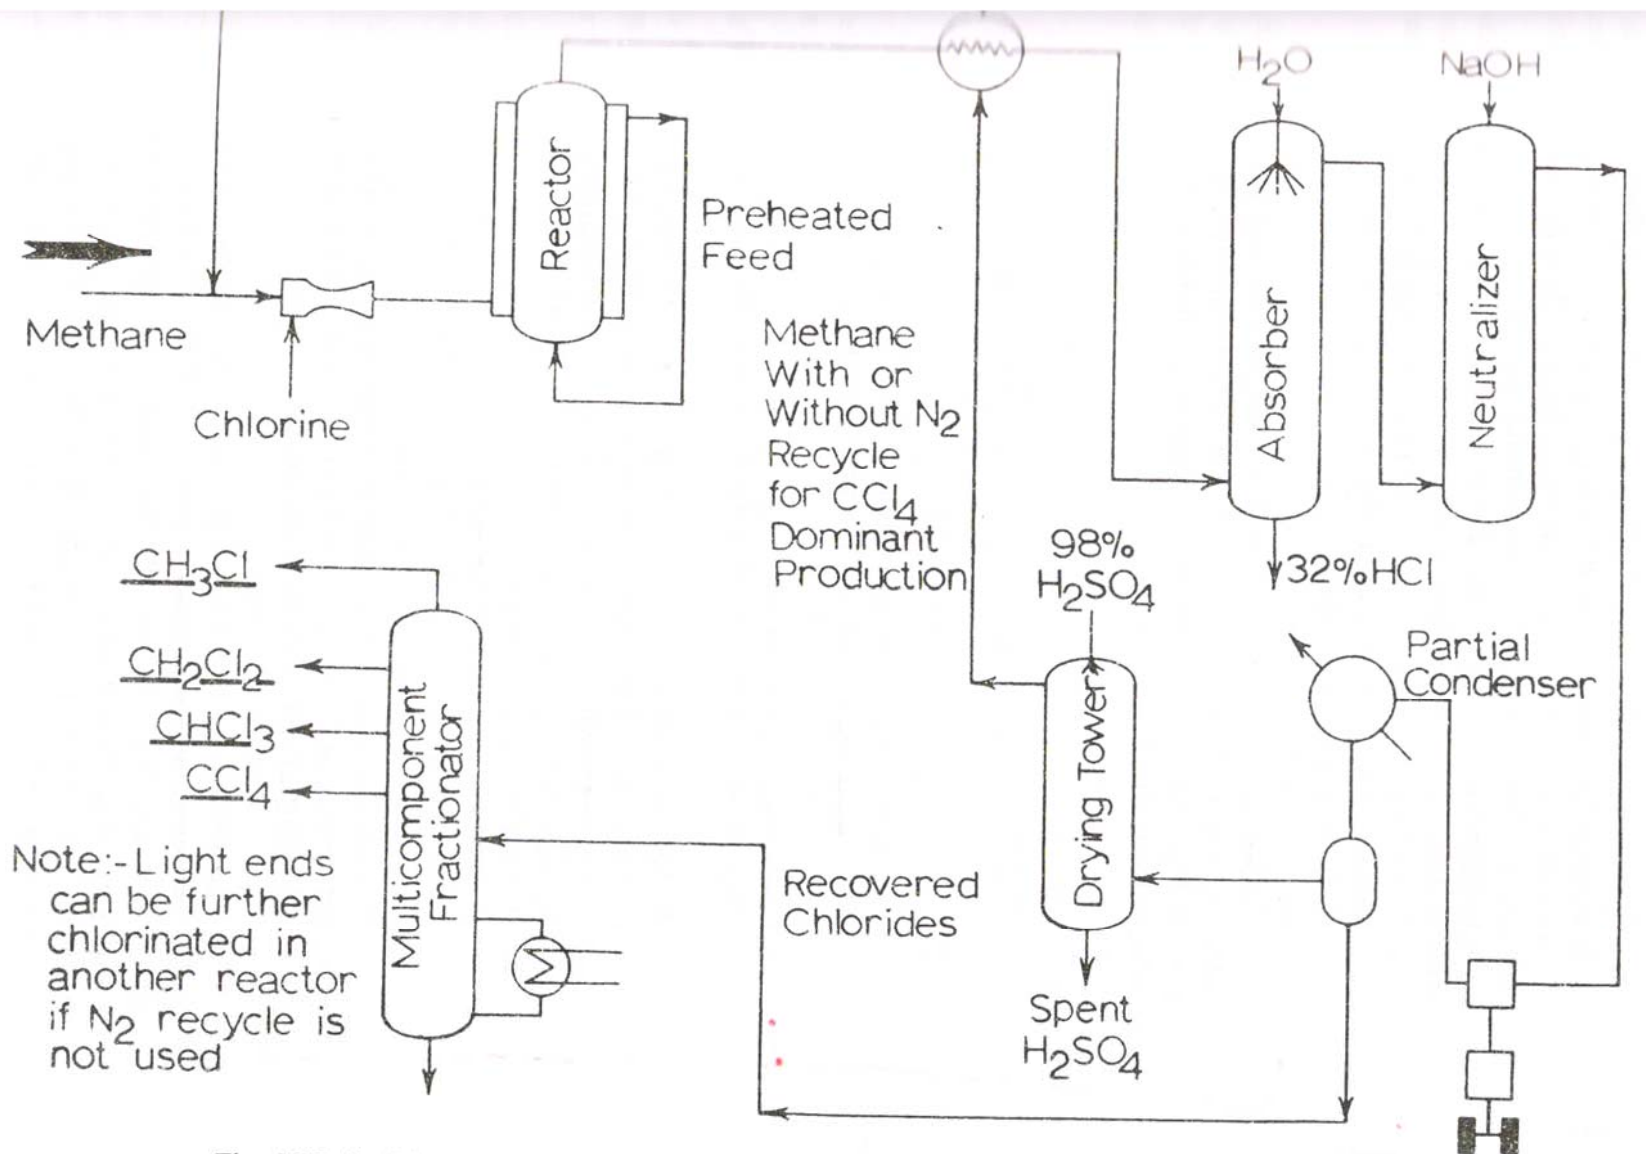 H2O
NaOH
Reactor
Preheated
Feed
Methane
Chlorine
Methane
With or
Without N2
Recycle
for CCl4
Dominant
Production
Absorber
Neutralizer
98%
H2SO4
32%HCl
CH3Cl
CH2Cl2
CHCl3
CCl4
Multicomponent
Fractionator
Drying Tower
Partial
Condenser
Recovered
Chlorides
Spent
H2SO4
Note:-Light ends
can be further
chlorinated in
another reactor
if N2 recycle is
not used